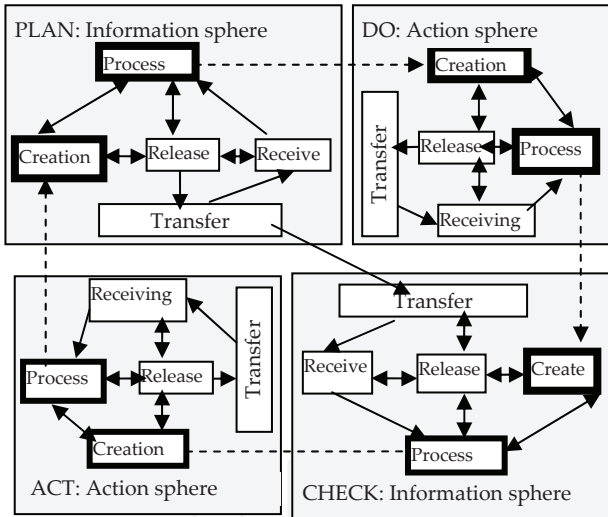 PLAN: Information sphere
Process
Creation
Release
Receive
Transfer
DO: Action sphere
Creation
Transfer
Release
Process
Receiving
Receiving
Transfer
Process
Release
Creation
ACT: Action sphere
Transfer
Receive
Release
Create
Process
CHECK: Information sphere